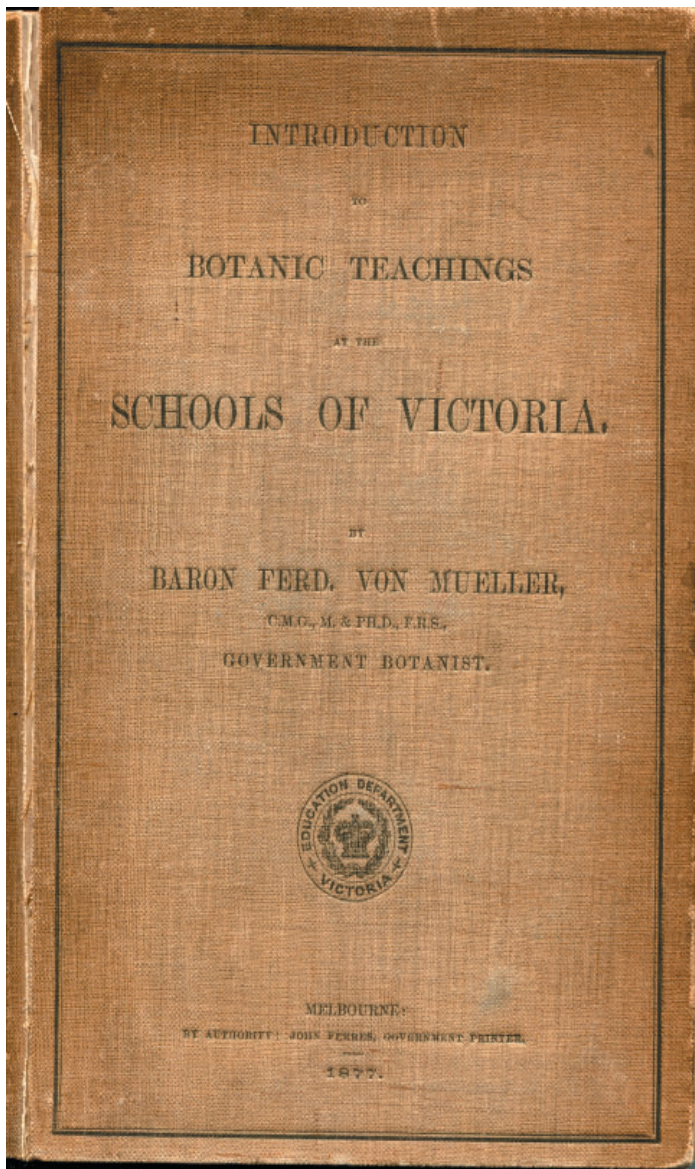 INTRODUCTION
TO
BOTANIC TEACHINGS
AT THE
SCHOOLS OF VICTORIA.
BY
BARON FERD. VON MUELLER,
C.M.G., M. & PH.D., F.R.S.,
GOVERNMENT BOTANIST.
EDUCATION DEPARTMENT
VICTORIA
MELBOURNE:
BY AUTHORITY: JOHN FERRES, GOVERNMENT PRINTER.
1877.